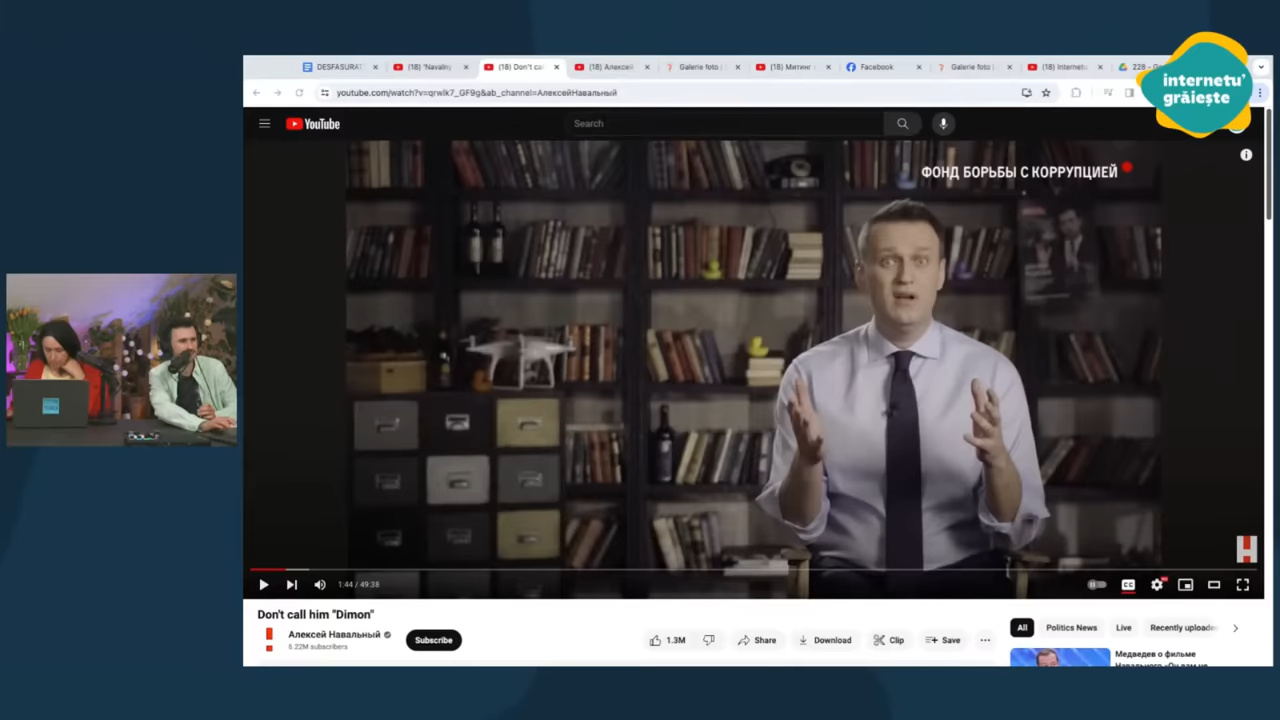 internetu'
grăiește
DESFASURAT
(18) 'Navalny
(18) Don't ca
(18) Алексей
Galerie foto |
(18) Митинг
Facebook
Galerie foto |
(18) Internetu
228 - G
youtube.com/watch?v=qrwlk7_GF9g&ab_channel=АлексейНавальный
YouTube
Search
ФОНД БОРЬБЫ С КОРРУПЦИЕЙ
1:44 / 49:38
Don't call him "Dimon"
Алексей Навальный
6.22M subscribers
Subscribe
1.3M
Share
Download
Clip
Save
All
Politics News
Live
Recently uploade
Медведев о фильме
Навального «Он вам не